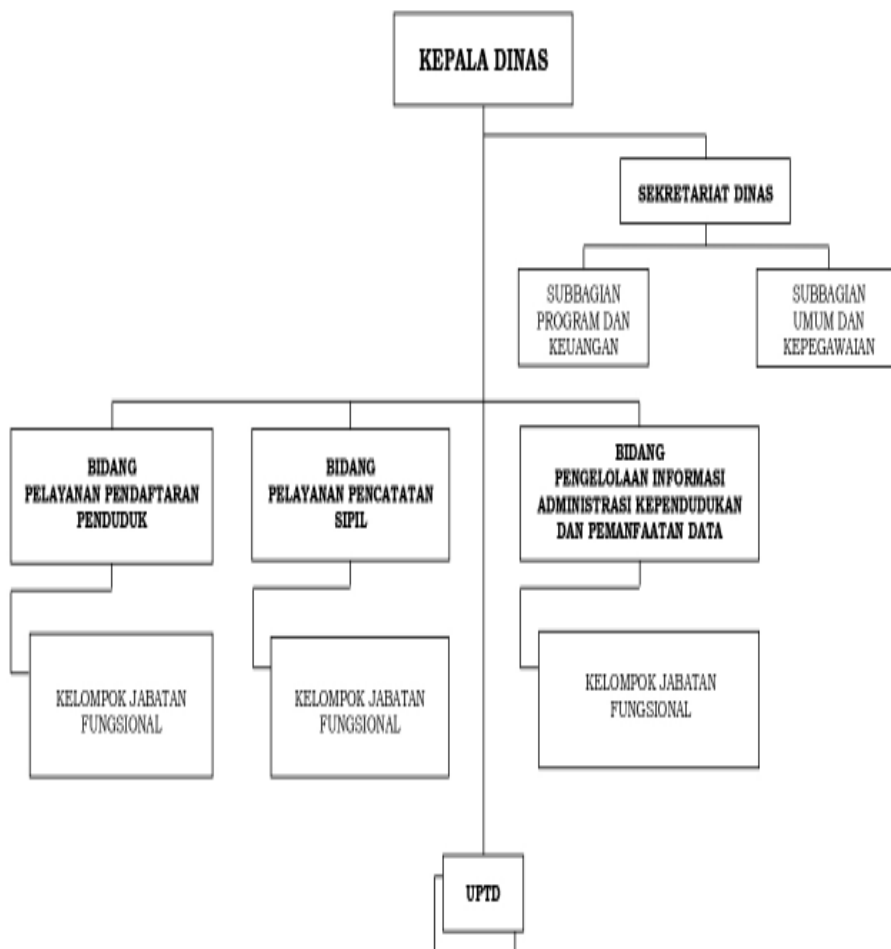 KEPALA DINAS
SEKRETARIAT DINAS
SUBBAGIAN
PROGRAM DAN
KEUANGAN
SUBBAGIAN
UMUM DAN
KEPEGAWAIAN
BIDANG
PELAYANAN PENDAFTARAN
PENDUDUK
BIDANG
PELAYANAN PENCATATAN
SIPIL
BIDANG
PENGELOLAAN INFORMASI
ADMINISTRASI KEPENDUDUKAN
DAN PEMANFAATAN DATA
KELOMPOK JABATAN
FUNGSIONAL
KELOMPOK JABATAN
FUNGSIONAL
KELOMPOK JABATAN
FUNGSIONAL
UPTD